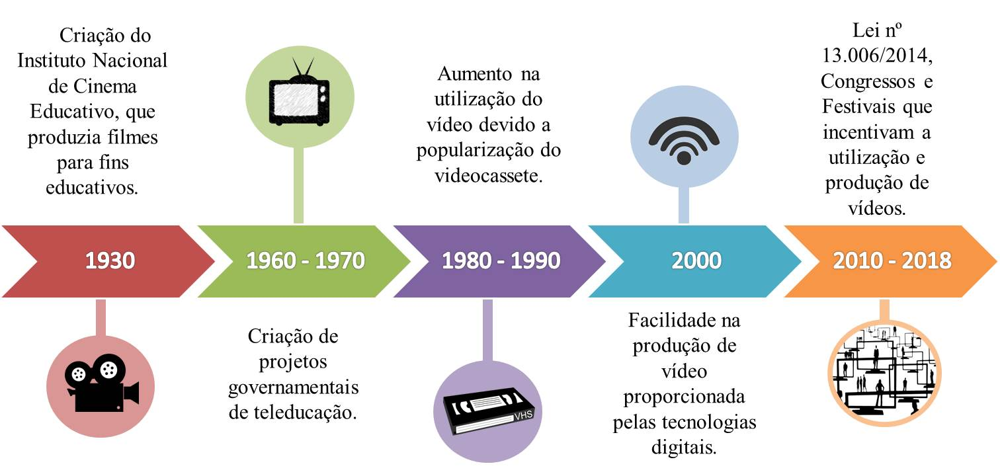 Criação do
Instituto Nacional
de Cinema
Educativo, que
produzia filmes
para fins
educativos.
1930
1960 - 1970
Criação de
projetos
governamentais
de teleducação.
Aumento na
utilização do
vídeo devido a
popularização do
videocassete.
1980 - 1990
VHS
2000
Facilidade na
produção de
vídeo
proporcionada
pelas tecnologias
digitais.
Lei nº
13.006/2014,
Congressos e
Festivais que
incentivam a
utilização e
produção de
vídeos.
2010 - 2018